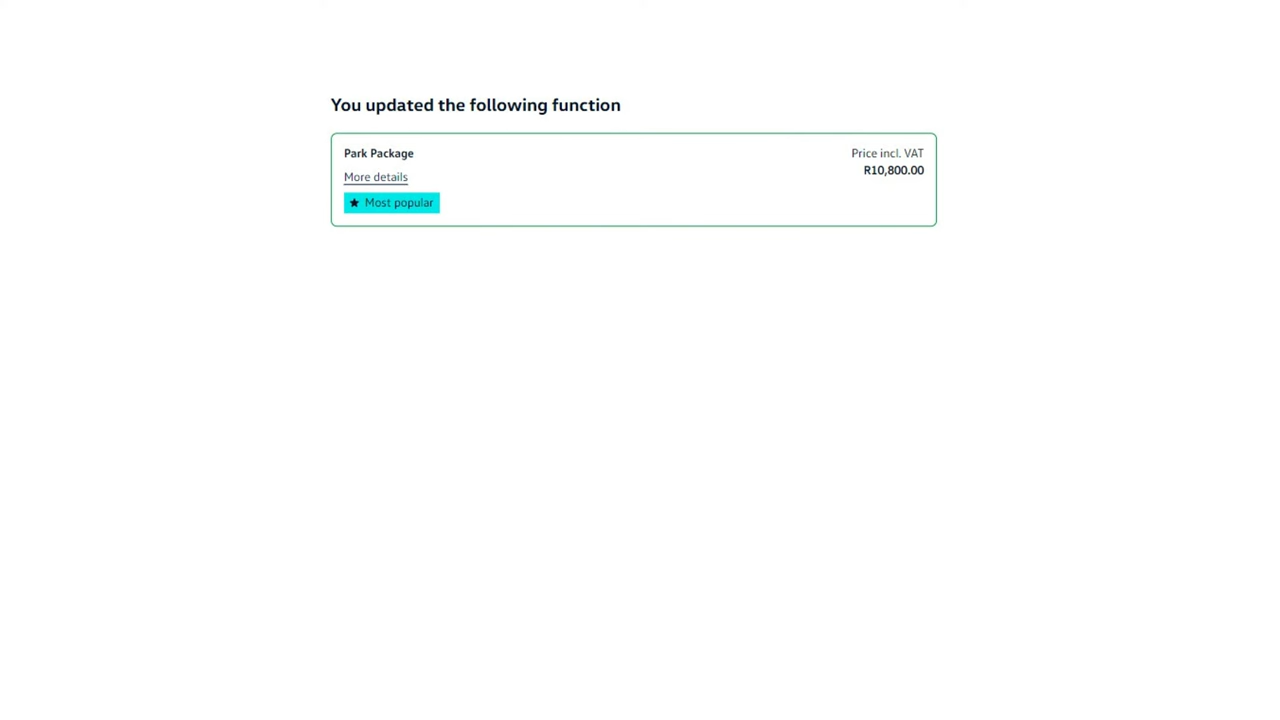 You updated the following function
Park Package
Price incl. VAT
R10,800.00
More details
★ Most popular